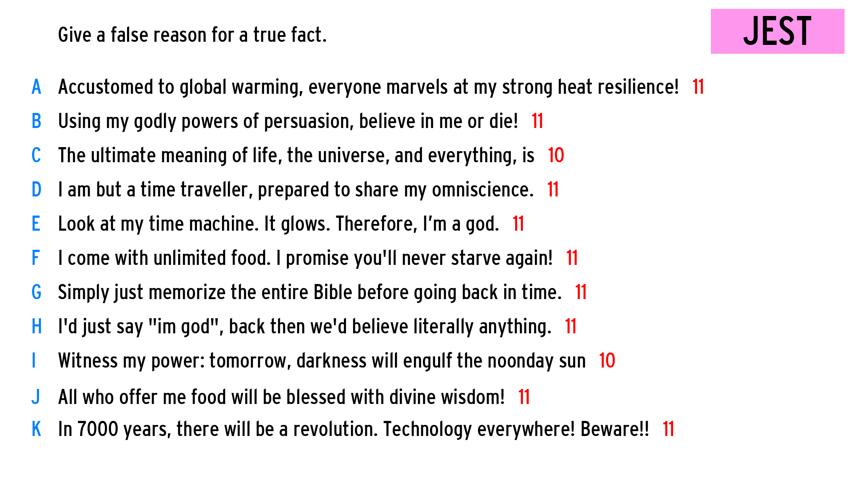 Give a false reason for a true fact.
JEST
A Accustomed to global warming, everyone marvels at my strong heat resilience! 11
B Using my godly powers of persuasion, believe in me or die! 11
C The ultimate meaning of life, the universe, and everything, is 10
D I am but a time traveller, prepared to share my omniscience. 11
E Look at my time machine. It glows. Therefore, I'm a god. 11
F I come with unlimited food. I promise you'll never starve again! 11
G Simply just memorize the entire Bible before going back in time. 11
H I'd just say "im god", back then we'd believe literally anything. 11
I Witness my power: tomorrow, darkness will engulf the noonday sun 10
J All who offer me food will be blessed with divine wisdom! 11
K In 7000 years, there will be a revolution. Technology everywhere! Beware!! 11